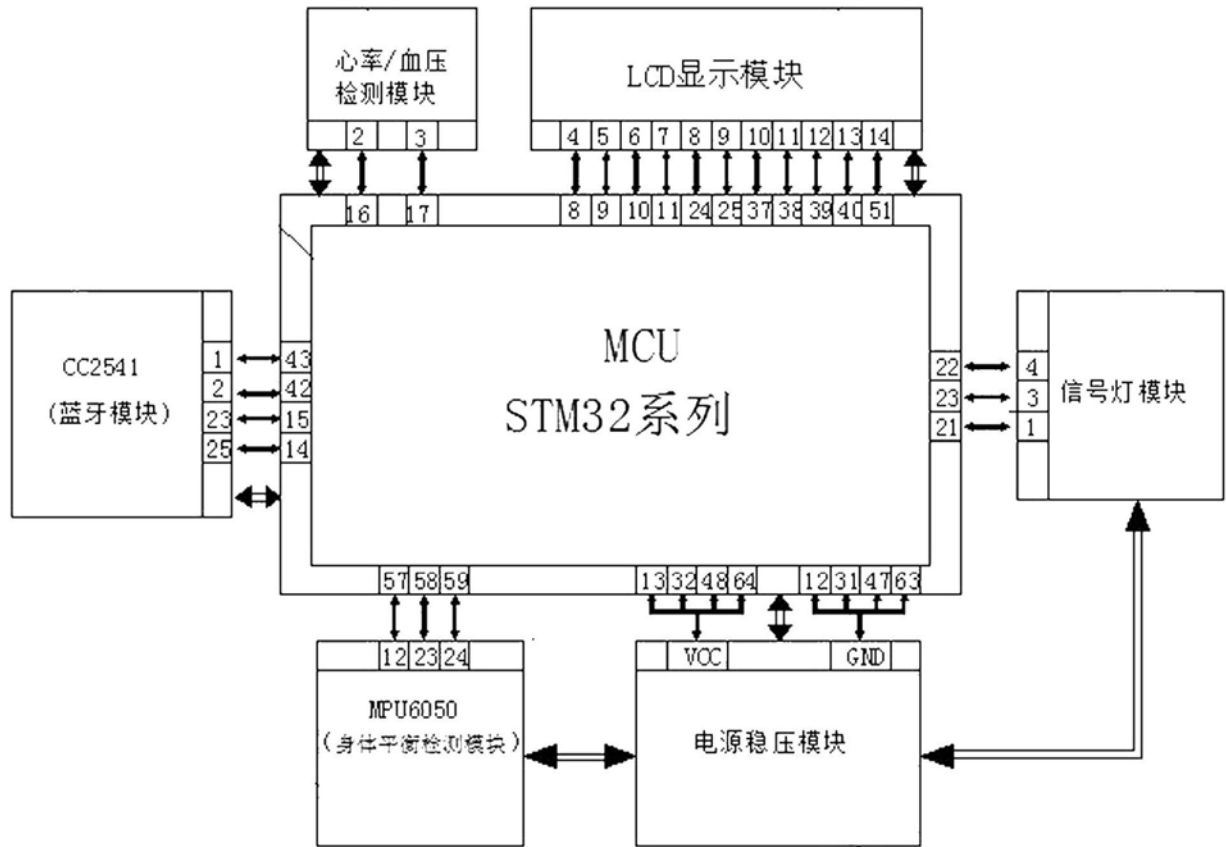 心率/血压
检测模块
2 3
LCD显示模块
4 5 6 7 8 9 10 11 12 13 14
16 17
8 9 10 11 24 25 37 38 39 40 51
CC2541
(蓝牙模块)
1
2
23
25
43
42
15
14
MCU
STM32系列
22
23
21
4
3
1
信号灯模块
57 58 59
13 32 48 64
12 31 47 63
12 23 24
MPU6050
(身体平衡检测模块)
VCC GND
电源稳压模块